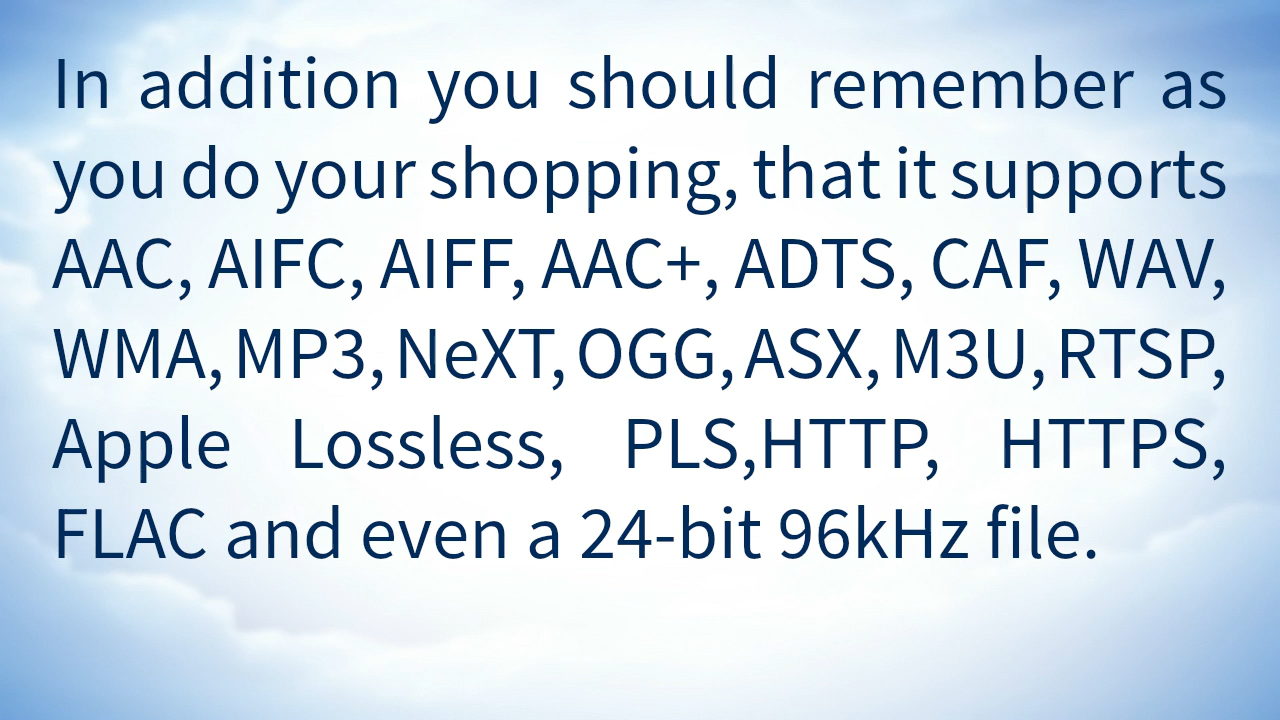 In addition you should remember as
you do your shopping, that it supports
AAC, AIFC, AIFF, AAC+, ADTS, CAF, WAV,
WMA, MP3, NeXT, OGG, ASX, M3U, RTSP,
Apple Lossless, PLS,HTTP, HTTPS,
FLAC and even a 24-bit 96kHz file.